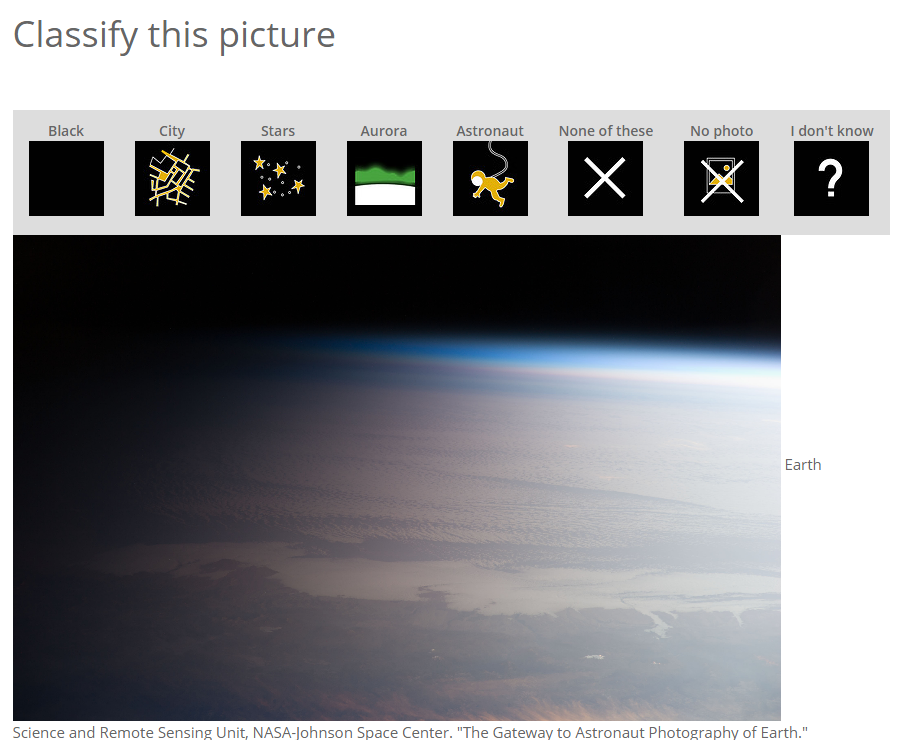 Classify this picture
Black City Stars Aurora Astronaut None of these No photo I don't know
?
Earth
Science and Remote Sensing Unit, NASA-Johnson Space Center. "The Gateway to Astronaut Photography of Earth."